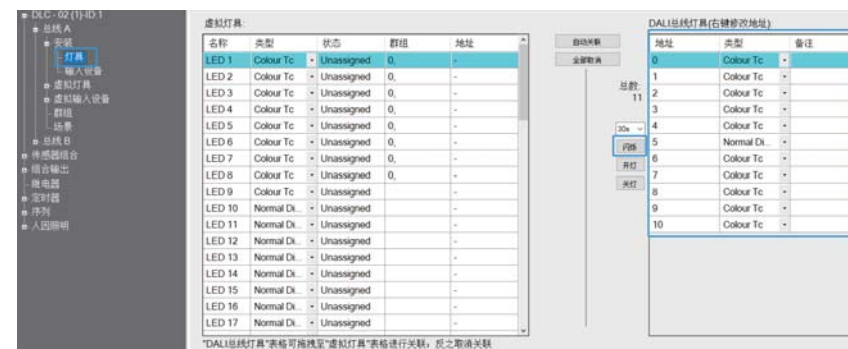 DLC - 02 (1)-ID 1
总线 A
安装
灯具
输入设备
虚拟灯具
虚拟输入设备
群组
场景
总线 B
传感器组合
组合输出
继电器
定时器
序列
人因照明
虚拟灯具:
名称 类型 状态 群组 地址
LED 1 Colour Tc Unassigned 0, -
LED 2 Colour Tc Unassigned 0, -
LED 3 Colour Tc Unassigned 0, -
LED 4 Colour Tc Unassigned 0, -
LED 5 Colour Tc Unassigned 0, -
LED 6 Colour Tc Unassigned 0, -
LED 7 Colour Tc Unassigned 0, -
LED 8 Colour Tc Unassigned 0, -
LED 9 Colour Tc Unassigned -
LED 10 Normal Di... Unassigned -
LED 11 Normal Di... Unassigned -
LED 12 Normal Di... Unassigned -
LED 13 Normal Di... Unassigned -
LED 14 Normal Di... Unassigned -
LED 15 Normal Di... Unassigned -
LED 16 Normal Di... Unassigned -
LED 17 Normal Di... Unassigned -
"DALI总线灯具"表格可拖拽至"虚拟灯具"表格进行关联，反之取消关联
自动关联
全部取消
总数:
11
30s
闪烁
开灯
关灯
DALI总线灯具(右键修改地址)
地址 类型 备注
0 Colour Tc
1 Colour Tc
2 Colour Tc
3 Colour Tc
4 Colour Tc
5 Normal Di...
6 Colour Tc
7 Colour Tc
8 Colour Tc
9 Colour Tc
10 Colour Tc